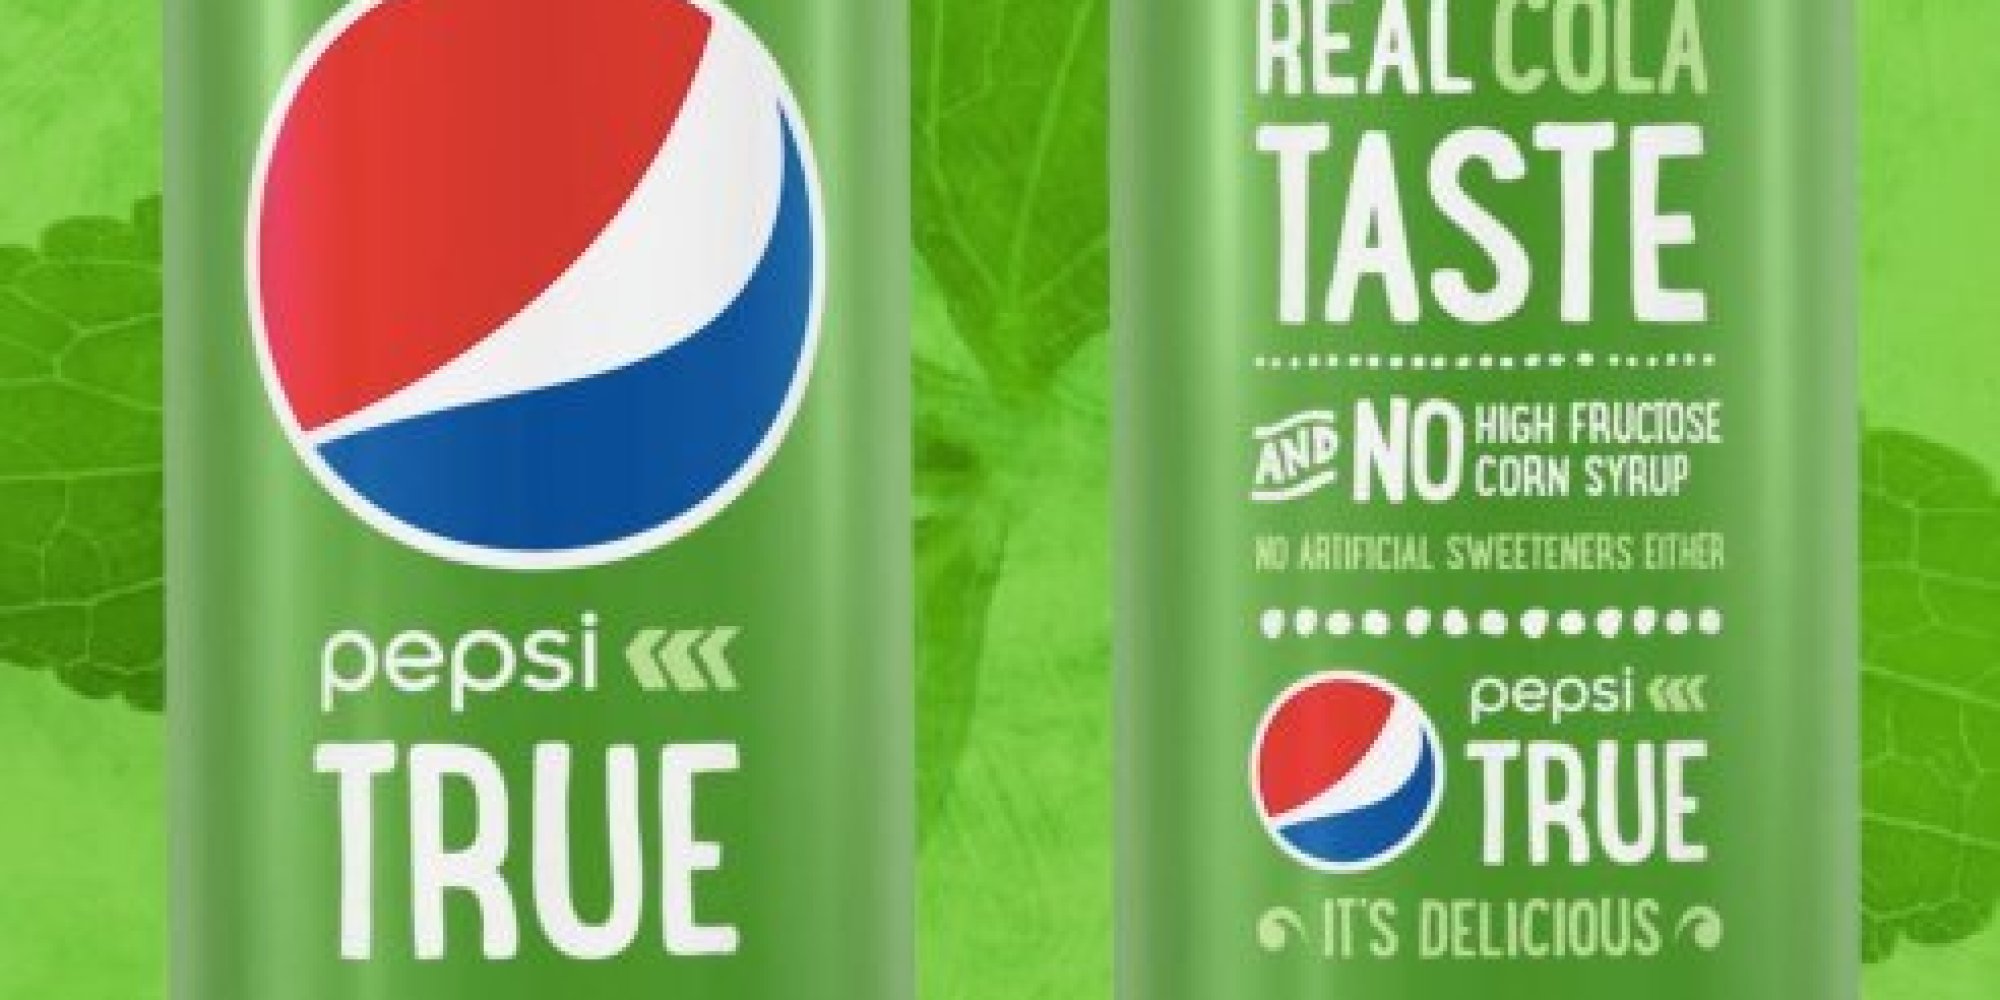 pepsi
TRUE
REAL COLA
TASTE
AND NO HIGH FRUCTOSE
CORN SYRUP
NO ARTIFICIAL SWEETENERS EITHER
pepsi
TRUE
IT'S DELICIOUS